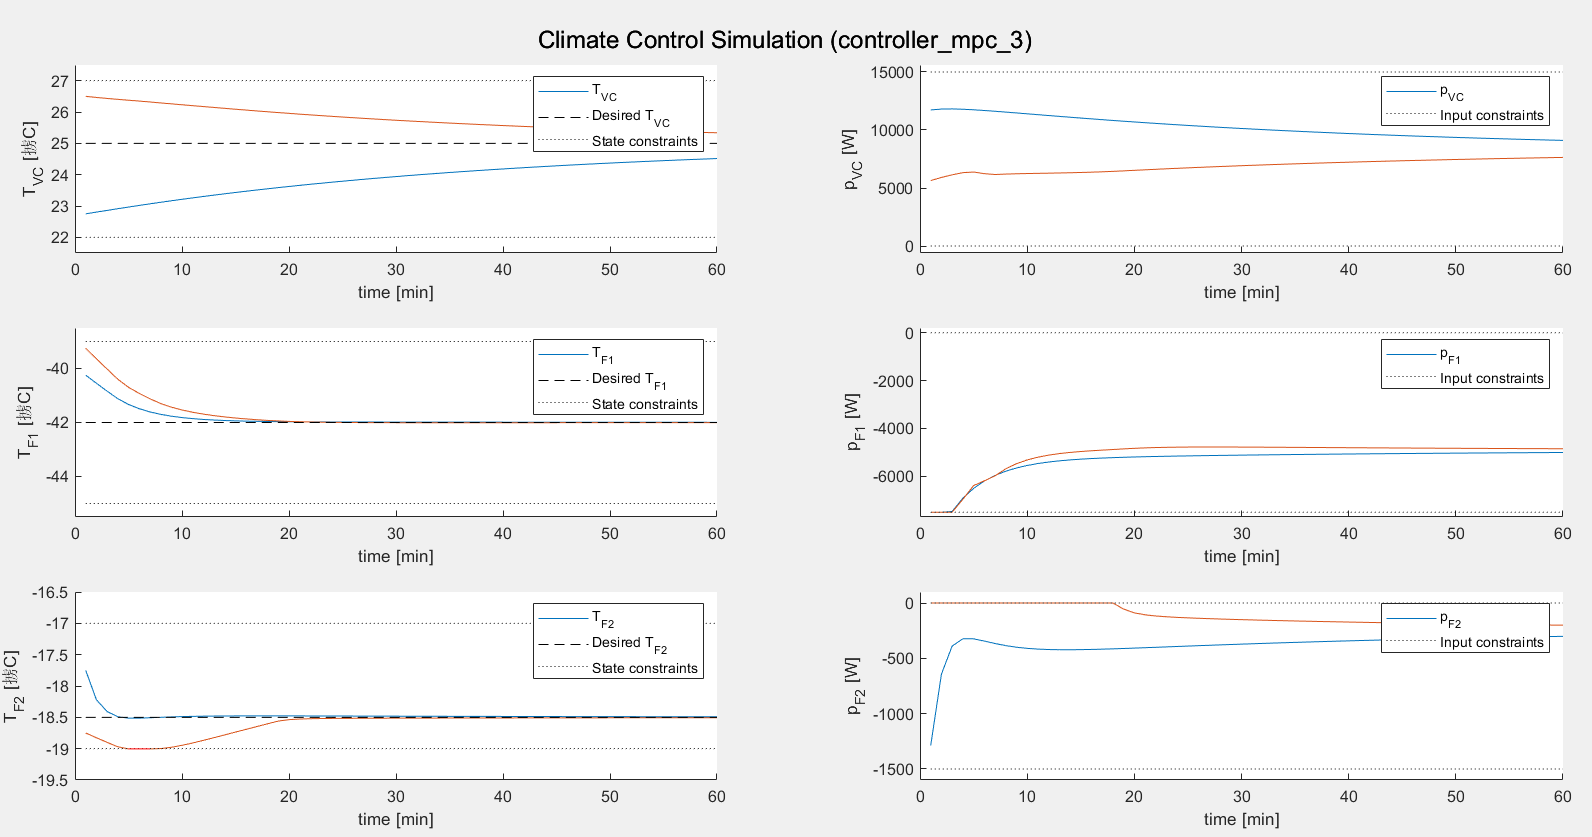 Climate Control Simulation (controller_mpc_3)
27
26
25
24
23
22
T_VC [掳C]
0 10 20 30 40 50 60
time [min]
T_VC
Desired T_VC
State constraints
15000
10000
5000
0
p_VC [W]
0 10 20 30 40 50 60
time [min]
p_VC
Input constraints
-40
-42
-44
T_F1 [掳C]
0 10 20 30 40 50 60
time [min]
T_F1
Desired T_F1
State constraints
0
-2000
-4000
-6000
p_F1 [W]
0 10 20 30 40 50 60
time [min]
p_F1
Input constraints
-16.5
-17
-17.5
-18
-18.5
-19
-19.5
T_F2 [掳C]
0 10 20 30 40 50 60
time [min]
T_F2
Desired T_F2
State constraints
0
-500
-1000
-1500
p_F2 [W]
0 10 20 30 40 50 60
time [min]
p_F2
Input constraints